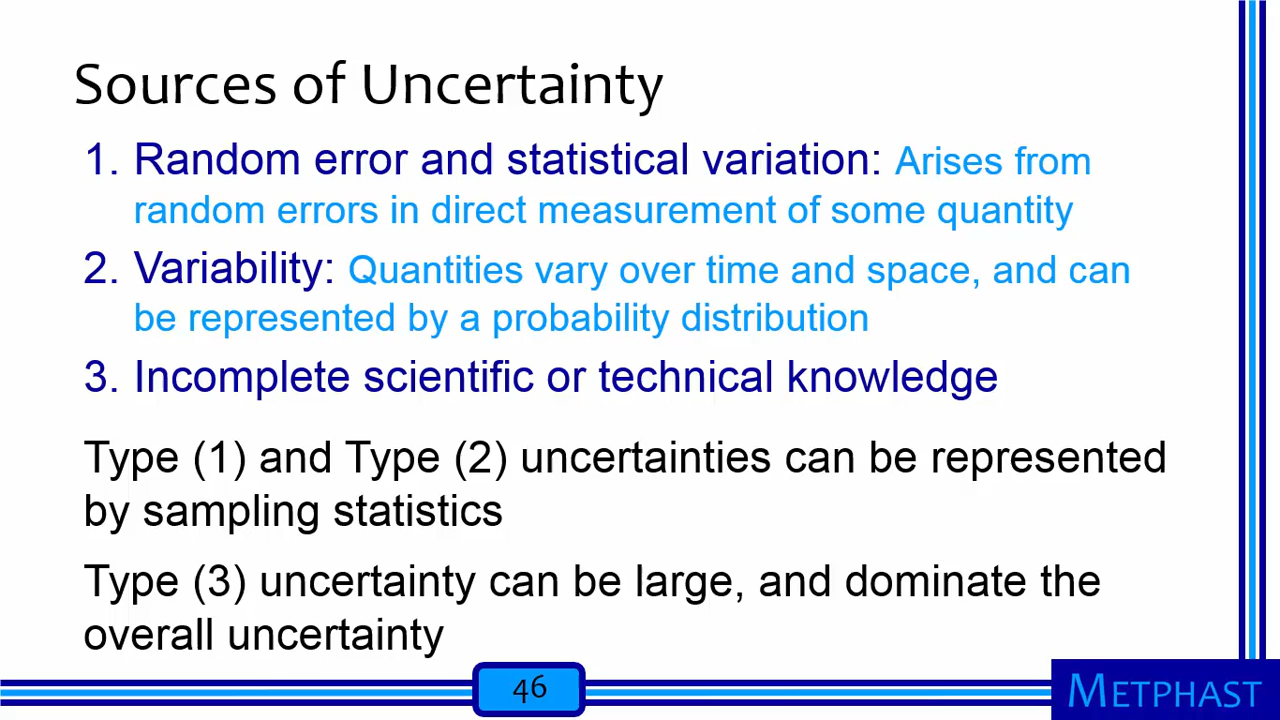 Sources of Uncertainty
1. Random error and statistical variation: Arises from
random errors in direct measurement of some quantity
2. Variability: Quantities vary over time and space, and can
be represented by a probability distribution
3. Incomplete scientific or technical knowledge
Type (1) and Type (2) uncertainties can be represented
by sampling statistics
Type (3) uncertainty can be large, and dominate the
overall uncertainty
46
METPHAST